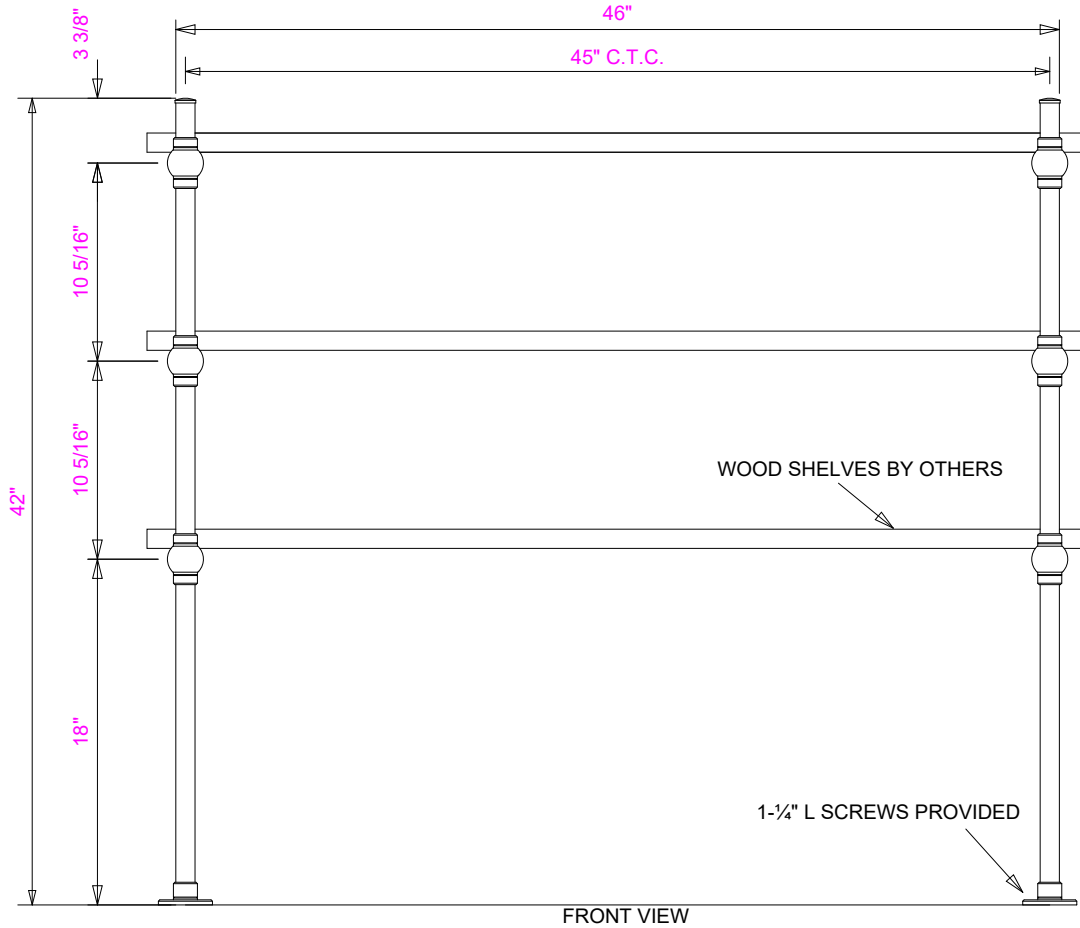 46"
3 3/8"
45" C.T.C.
10 5/16"
10 5/16"
WOOD SHELVES BY OTHERS
42"
18"
1-¼" L SCREWS PROVIDED
FRONT VIEW